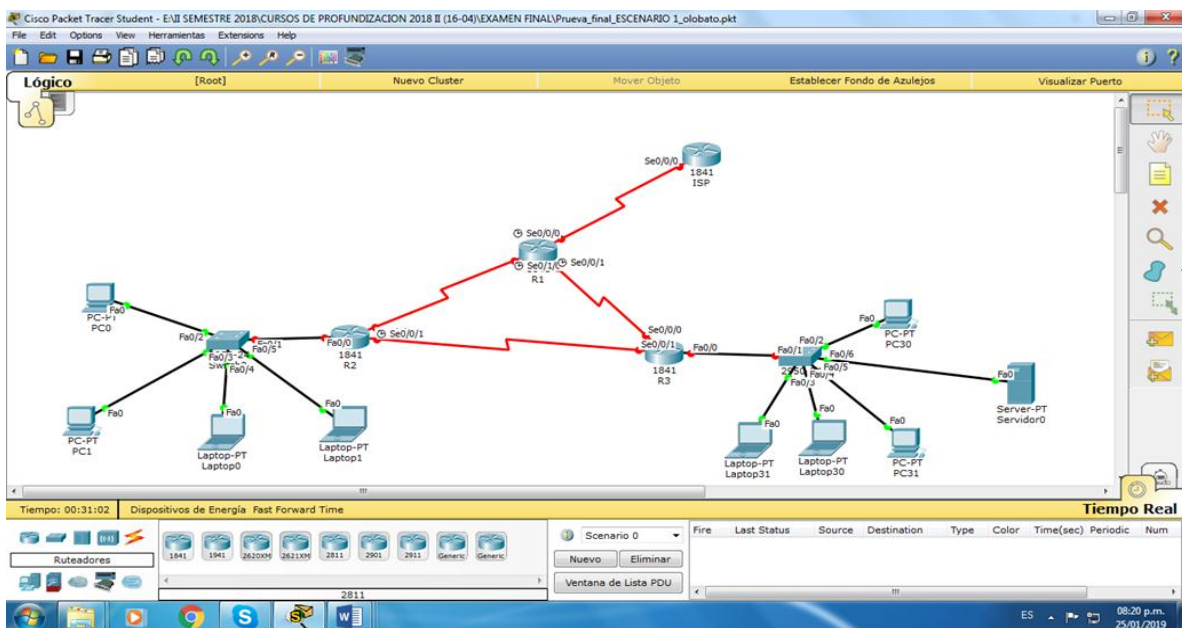 Cisco Packet Tracer Student - E:\II SEMESTRE 2018\CURSOS DE PROFUNDIZACION 2018 II (16-04)\EXAMEN FINAL\Prueva_final_ESCENARIO 1_olobato.pkt
File Edit Options View Herramientas Extensions Help
Lógico [Root] Nuevo Cluster Mover Objeto Establecer Fondo de Azulejos Visualizar Puerto
Se0/0/0
1841
ISP
Se0/0/0
Se0/1/0 Se0/0/1
R1
Fa0
PC0
Fa0/2
Fa0/3 Fa0/5
Fa0/4
Fa0/0
Se0/0/1
1841
R2
Se0/0/0
Se0/0/1 Fa0/0
1841
R3
Fa0
PC-PT
PC30
Fa0/1 Fa0/2
Fa0/6
Fa0/5
Fa0/3
Fa0
PC-PT
PC1
Fa0
Laptop-PT
Laptop0
Fa0
Laptop-PT
Laptop1
Fa0
Laptop-PT
Laptop31
Fa0
Laptop-PT
Laptop30
Fa0
PC-PT
PC31
Fa0
Server-PT
Servidor0
Tiempo: 00:31:02 Dispositivos de Energía Fast Forward Time Tiempo Real
Ruteadores
1841 1941 2620XM 2621XM 2811 2901 2911 Generic Generic
2811
Scenario 0
Nuevo Eliminar
Ventana de Lista PDU
Fire Last Status Source Destination Type Color Time(sec) Periodic Num
ES 08:20 p.m.
25/01/2019